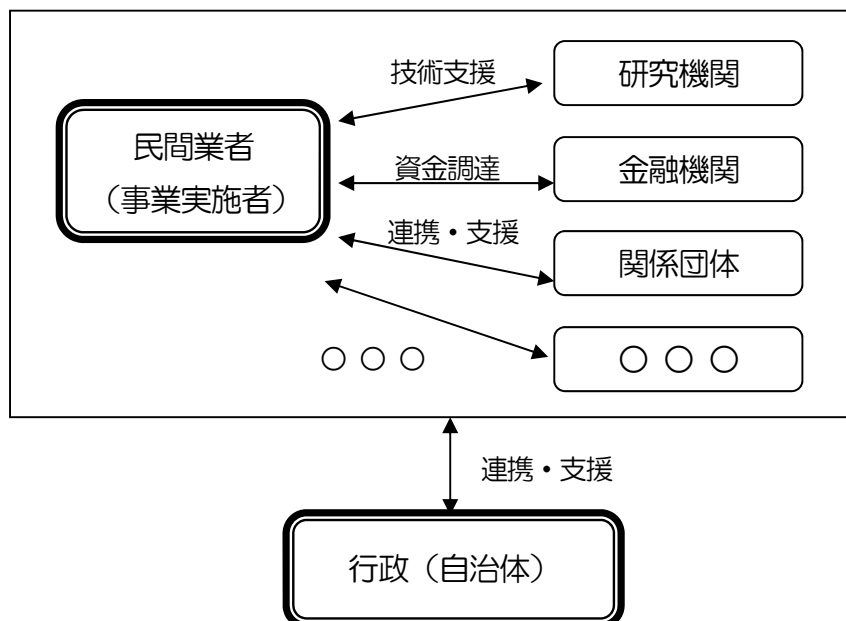 技術支援
研究機関
民間業者
（事業実施者）
資金調達
金融機関
連携・支援
関係団体
○○○
○○○
連携・支援
行政（自治体）